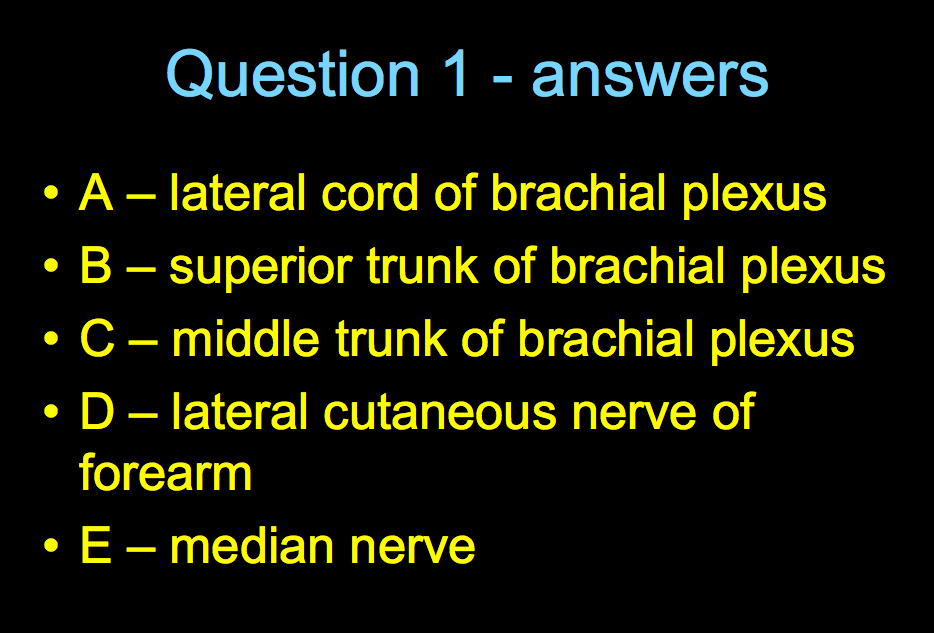 Question 1 - answers
• A – lateral cord of brachial plexus
• B – superior trunk of brachial plexus
• C – middle trunk of brachial plexus
• D – lateral cutaneous nerve of
forearm
• E – median nerve